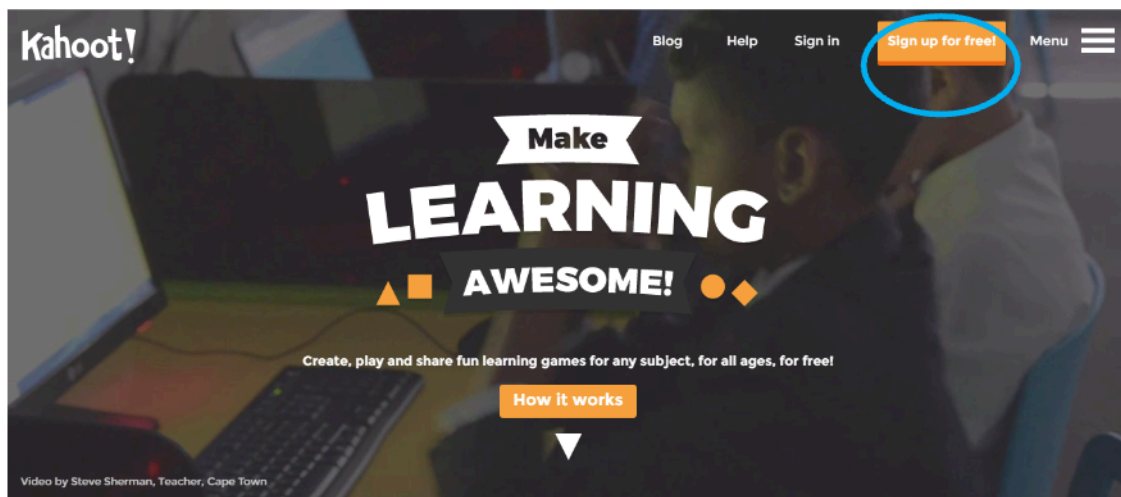 Kahoot!
Blog Help Sign in Sign up for free! Menu
Make
LEARNING
AWESOME!
Create, play and share fun learning games for any subject, for all ages, for free!
How it works
Video by Steve Sherman, Teacher, Cape Town